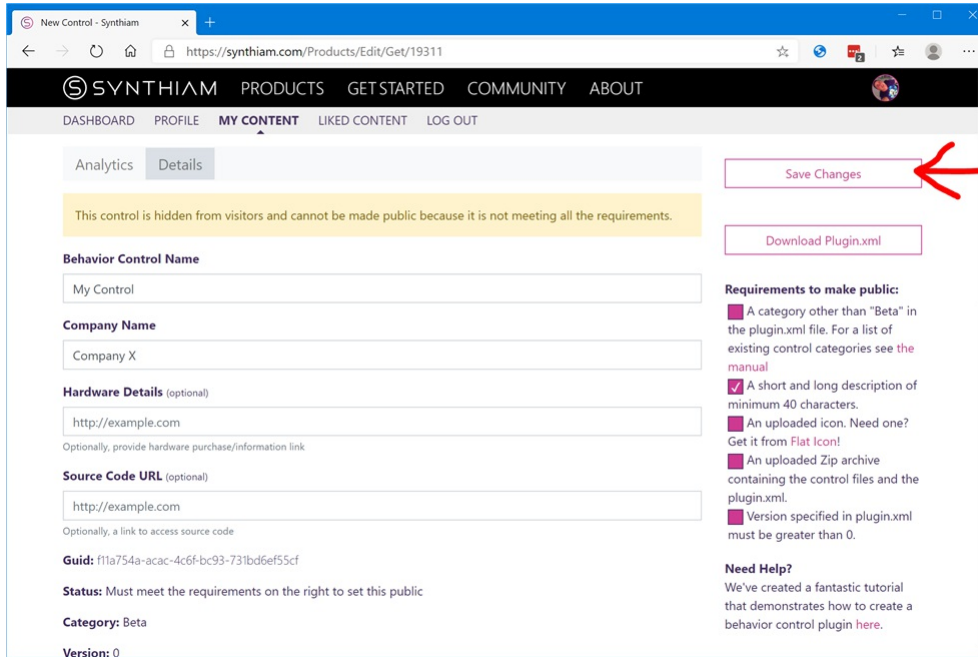 New Control - Synthiam
https://synthiam.com/Products/Edit/Get/19311
2
SYNTHIAM PRODUCTS GET STARTED COMMUNITY ABOUT
DASHBOARD PROFILE MY CONTENT LIKED CONTENT LOG OUT
Analytics Details
This control is hidden from visitors and cannot be made public because it is not meeting all the requirements.
Behavior Control Name
My Control
Company Name
Company X
Hardware Details (optional)
http://example.com
Optionally, provide hardware purchase/information link
Source Code URL (optional)
http://example.com
Optionally, a link to access source code
Guid: f11a754a-acac-4c6f-bc93-731bd6ef55cf
Status: Must meet the requirements on the right to set this public
Category: Beta
Version: 0
Save Changes
Download Plugin.xml
Requirements to make public:
A category other than "Beta" in
the plugin.xml file. For a list of
existing control categories see the
manual
A short and long description of
minimum 40 characters.
An uploaded icon. Need one?
Get it from Flat Icon!
An uploaded Zip archive
containing the control files and the
plugin.xml.
Version specified in plugin.xml
must be greater than 0.
Need Help?
We've created a fantastic tutorial
that demonstrates how to create a
behavior control plugin here.